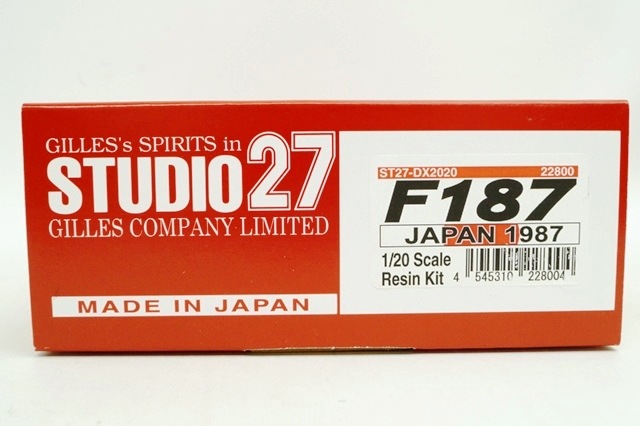 GILLES's SPIRITS in
STUDIO27
GILLES COMPANY LIMITED
MADE IN JAPAN
ST27-DX2020 22800
F187
JAPAN 1987
1/20 Scale
Resin Kit
4 545310 228004